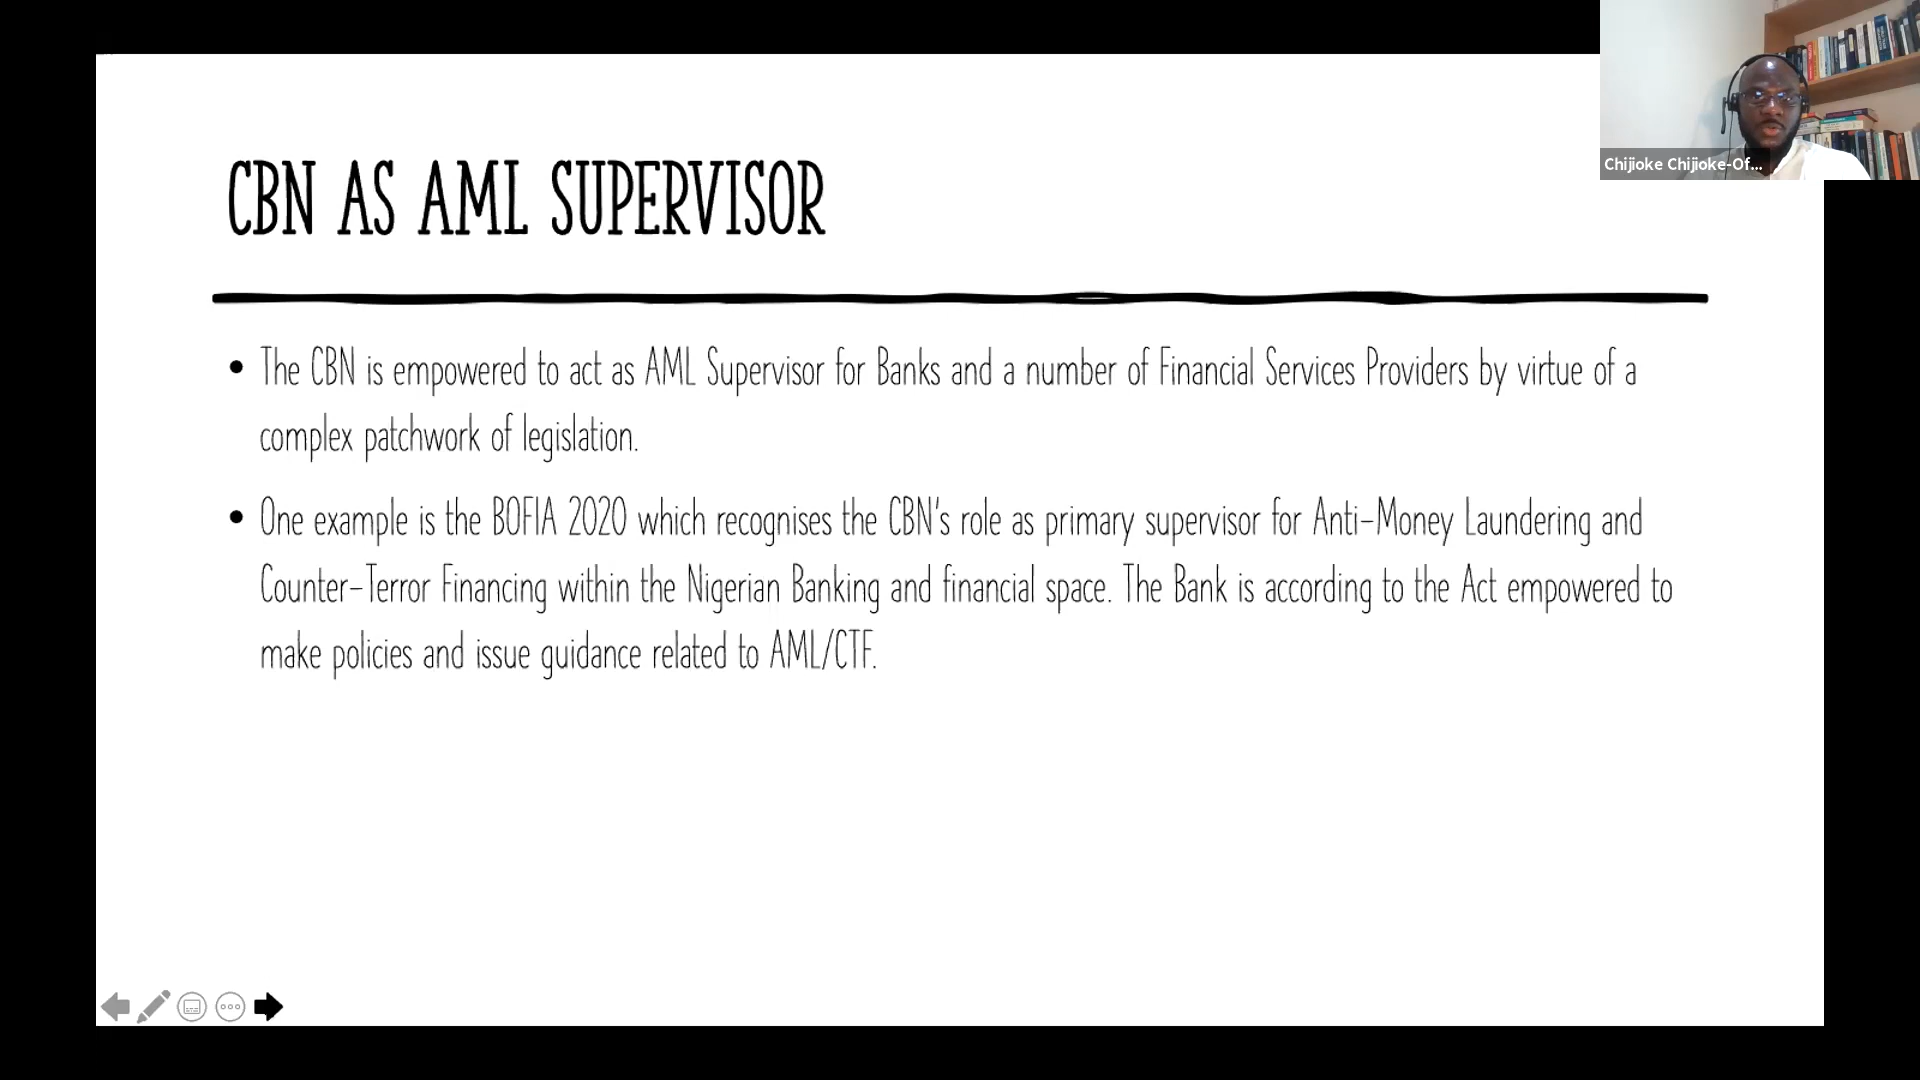 CBN AS AML SUPERVISOR
• The CBN is empowered to act as AML Supervisor for Banks and a number of Financial Services Providers by virtue of a
complex patchwork of legislation.
• One example is the BOFIA 2020 which recognises the CBN's role as primary supervisor for Anti-Money Laundering and
Counter-Terror Financing within the Nigerian Banking and financial space. The Bank is according to the Act empowered to
make policies and issue guidance related to AML/CTF.
Chijioke Chijioke-Of...